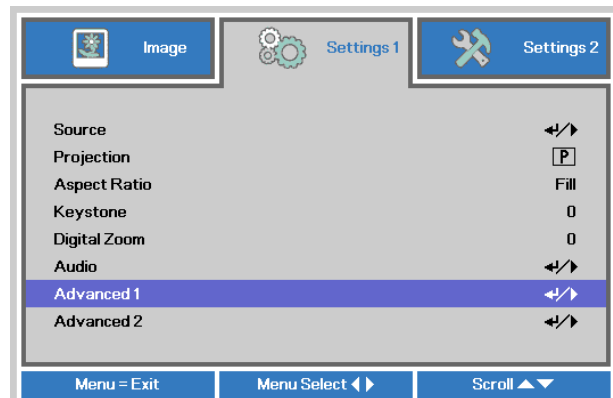 Image Settings 1 Settings 2
Source ↵/▶
Projection P
Aspect Ratio Fill
Keystone 0
Digital Zoom 0
Audio ↵/▶
Advanced 1 ↵/▶
Advanced 2 ↵/▶
Menu = Exit Menu Select ◀▶ Scroll ▲▼